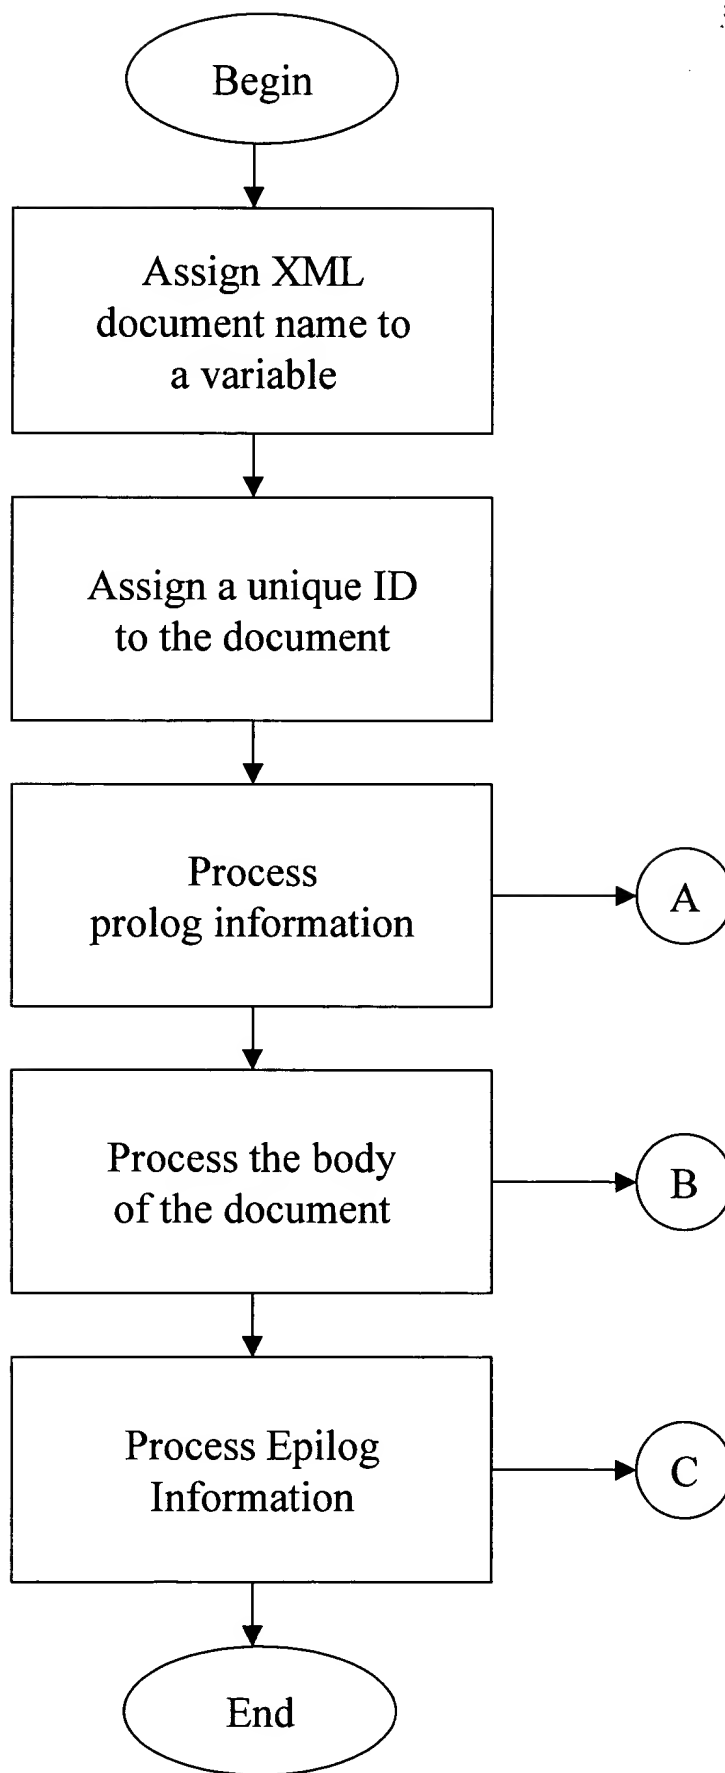 Begin
Assign XML
document name to
a variable
Assign a unique ID
to the document
Process
prolog information
A
Process the body
of the document
B
Process Epilog
Information
C
End